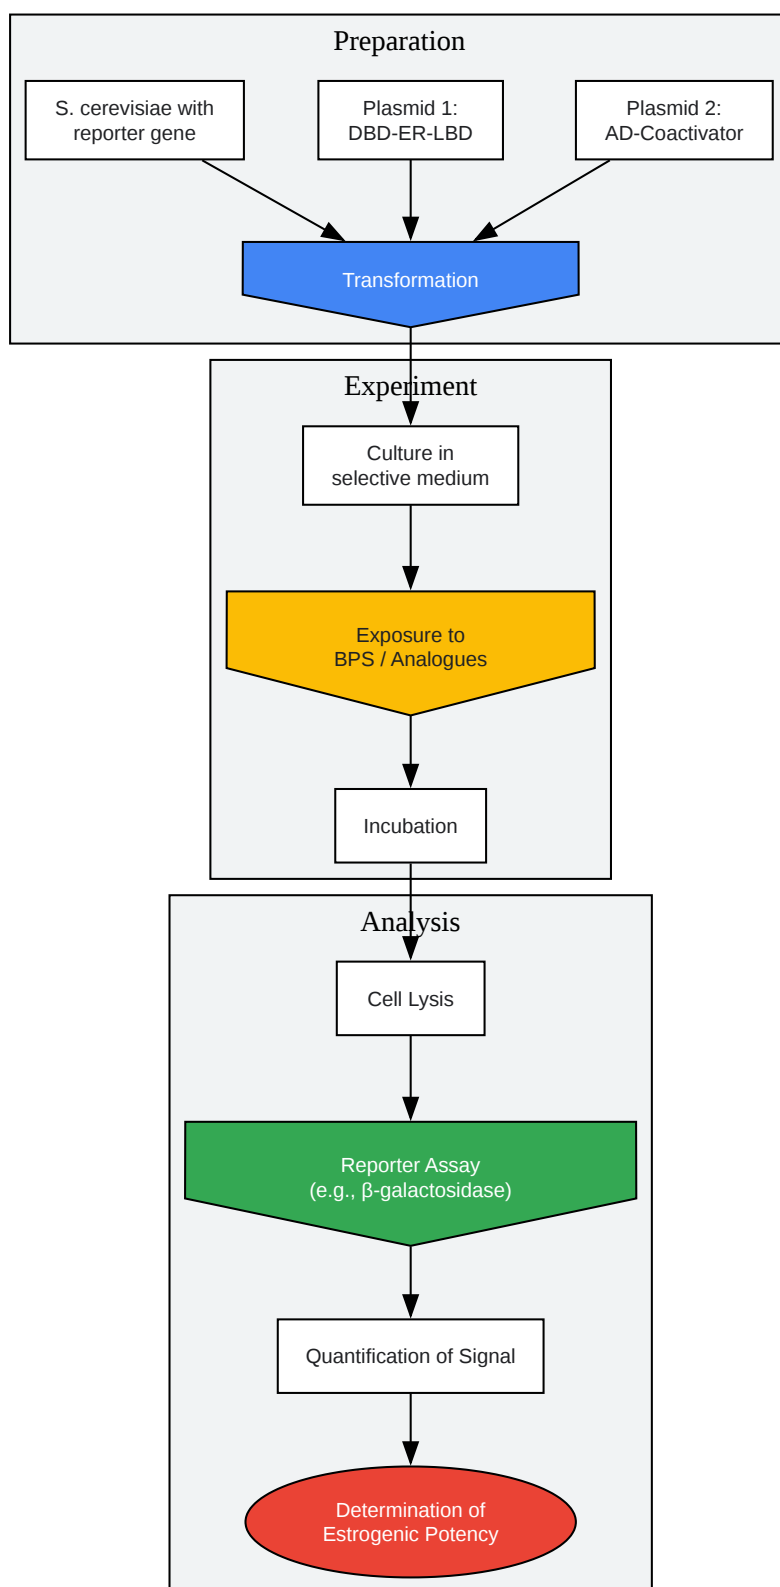 Preparation
S. cerevisiae with
reporter gene
Plasmid 1:
DBD-ER-LBD
Plasmid 2:
AD-Coactivator
Transformation
Experiment
Culture in
selective medium
Exposure to
BPS / Analogues
Incubation
Analysis
Cell Lysis
Reporter Assay
(e.g., β-galactosidase)
Quantification of Signal
Determination of
Estrogenic Potency